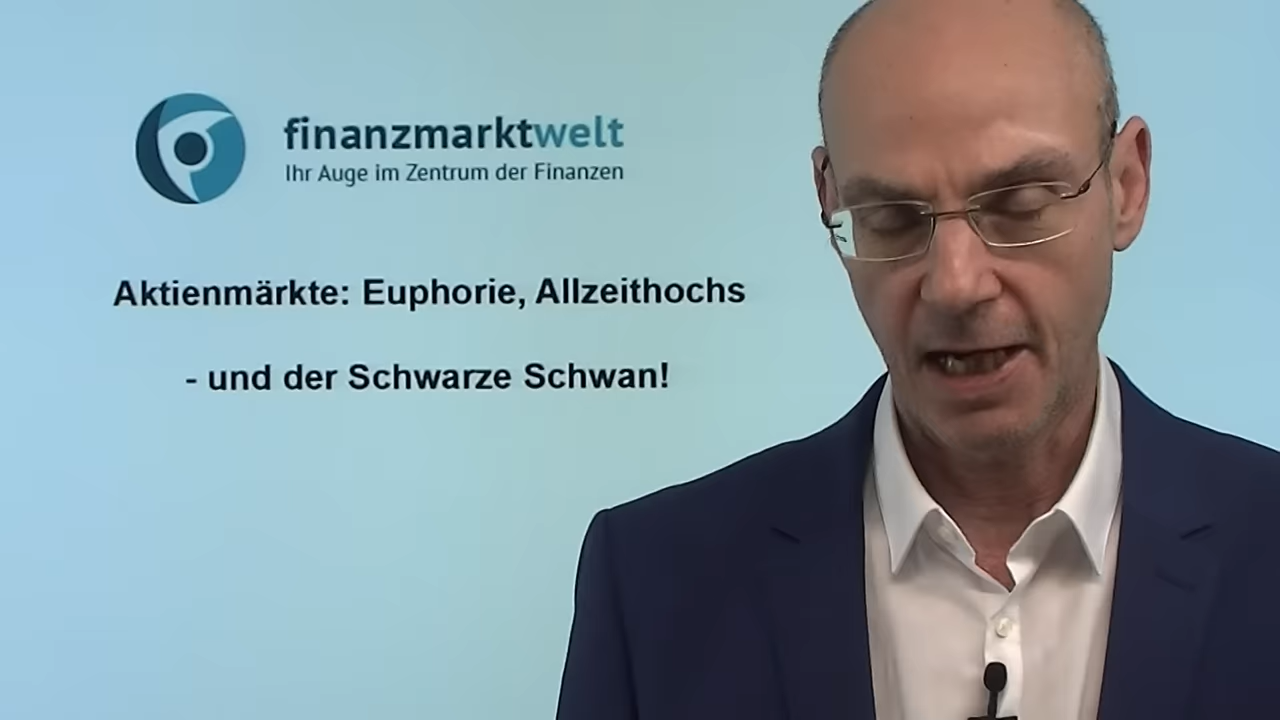 finanzmarktwelt
Ihr Auge im Zentrum der Finanzen
Aktienmärkte: Euphorie, Allzeithochs
- und der Schwarze Schwan!